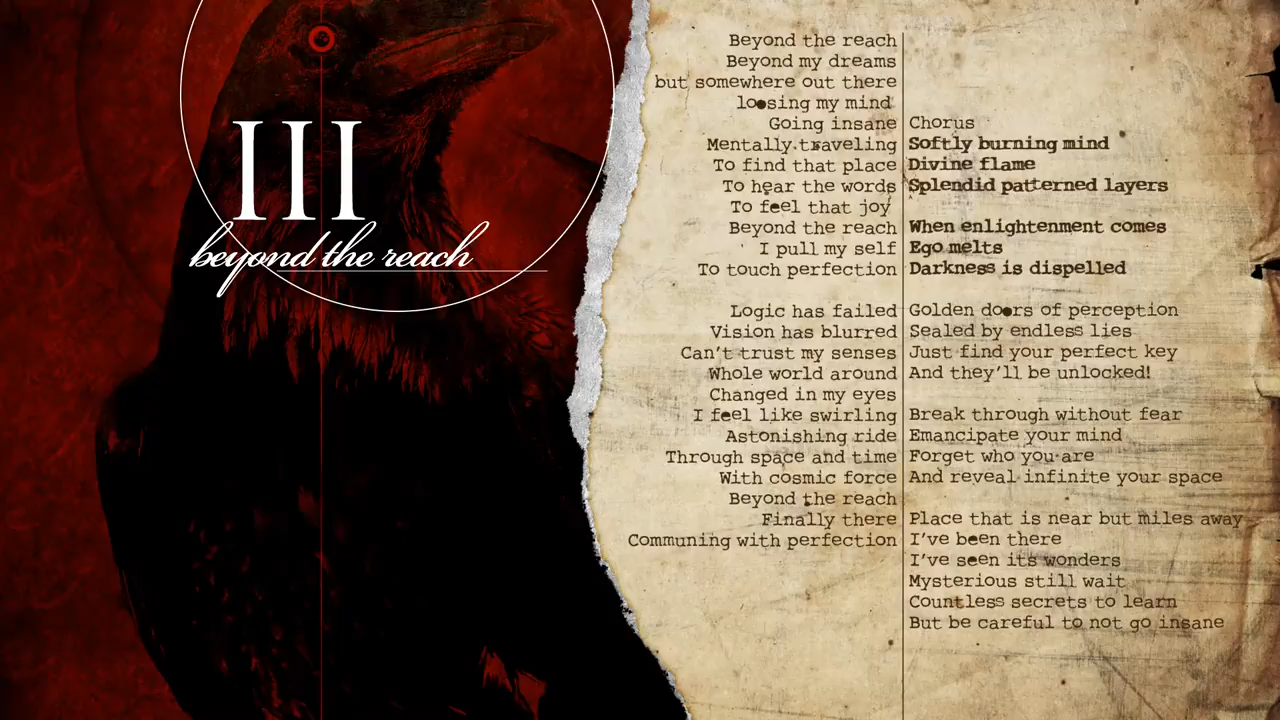 III
beyond the reach
Beyond the reach
Beyond my dreams
but somewhere out there
loosing my mind
Going insane
Mentally traveling
To find that place
To hear the words
To feel that joy
Beyond the reach
I pull my self
To touch perfection
Logic has failed
Vision has blurred
Can't trust my senses
Whole world around
Changed in my eyes
I feel like swirling
Astonishing ride
Through space and time
With cosmic force
Beyond the reach
Finally there
Communing with perfection
Chorus
Softly burning mind
Divine flame
Splendid patterned layers
When enlightenment comes
Ego melts
Darkness is dispelled
Golden doors of perception
Sealed by endless lies
Just find your perfect key
And they'll be unlocked!
Break through without fear
Emancipate your mind
Forget who you are
And reveal infinite your space
Place that is near but miles away
I've been there
I've seen its wonders
Mysterious still wait
Countless secrets to learn
But be careful to not go insane